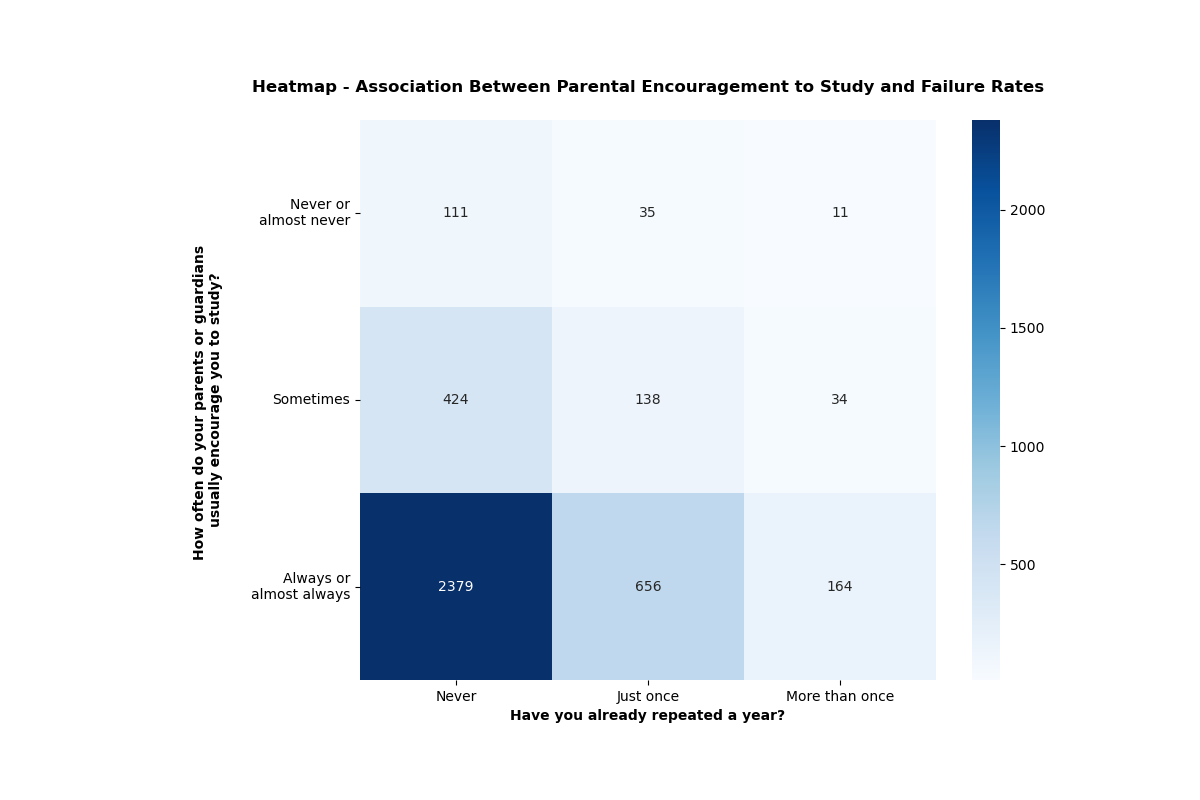 Heatmap - Association Between Parental Encouragement to Study and Failure Rates
How often do your parents or guardians
usually encourage you to study?
Never or
almost never
111
35
11
Sometimes
424
138
34
Always or
almost always
2379
656
164
Never
Just once
More than once
Have you already repeated a year?
2000
1500
1000
500